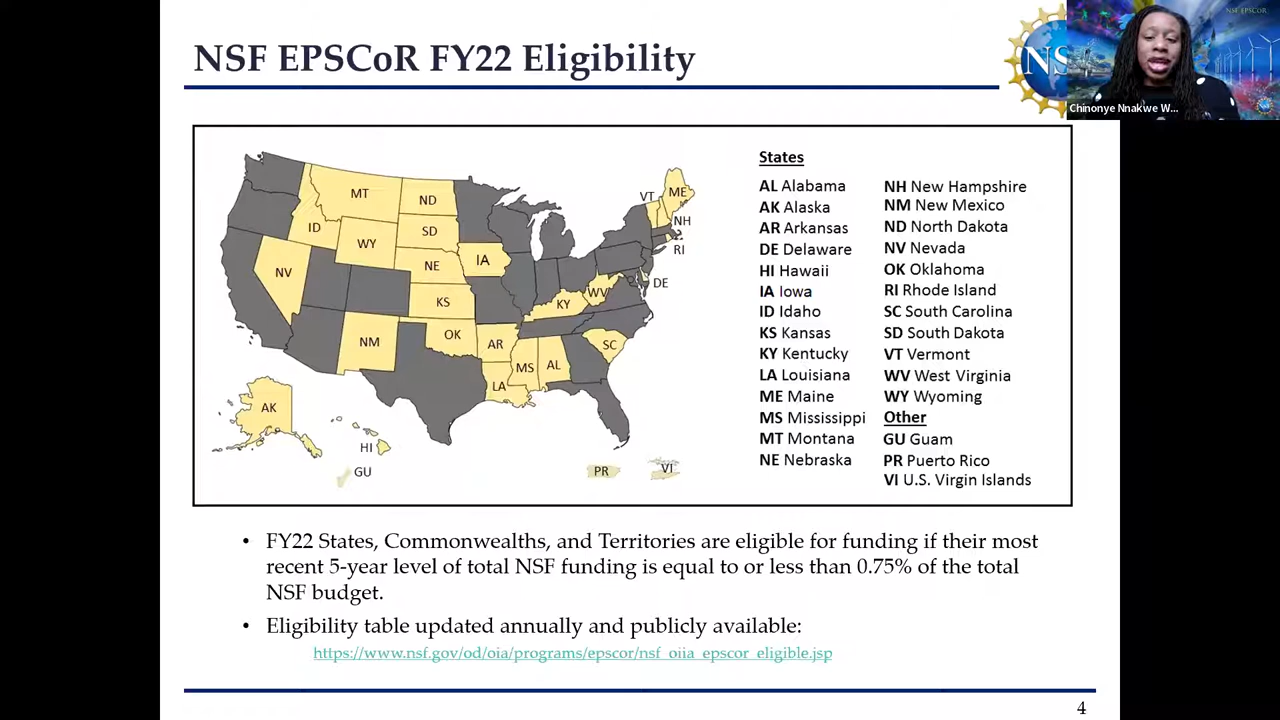 NSF EPSCoR FY22 Eligibility
NS
NSF EPSCOR
Chinonye Nnakwe W...
MT
ND
VT
ME
ID
SD
NH
WY
RI
NV
NE
IA
DE
KS
WV
KY
NM
OK
AR
SC
MS
AL
LA
AK
HI
GU
PR
VI
States
AL Alabama
AK Alaska
AR Arkansas
DE Delaware
HI Hawaii
IA Iowa
ID Idaho
KS Kansas
KY Kentucky
LA Louisiana
ME Maine
MS Mississippi
MT Montana
NE Nebraska
NH New Hampshire
NM New Mexico
ND North Dakota
NV Nevada
OK Oklahoma
RI Rhode Island
SC South Carolina
SD South Dakota
VT Vermont
WV West Virginia
WY Wyoming
Other
GU Guam
PR Puerto Rico
VI U.S. Virgin Islands
• FY22 States, Commonwealths, and Territories are eligible for funding if their most
recent 5-year level of total NSF funding is equal to or less than 0.75% of the total
NSF budget.
• Eligibility table updated annually and publicly available:
https://www.nsf.gov/od/oia/programs/epscor/nsf_oiia_epscor_eligible.jsp
4